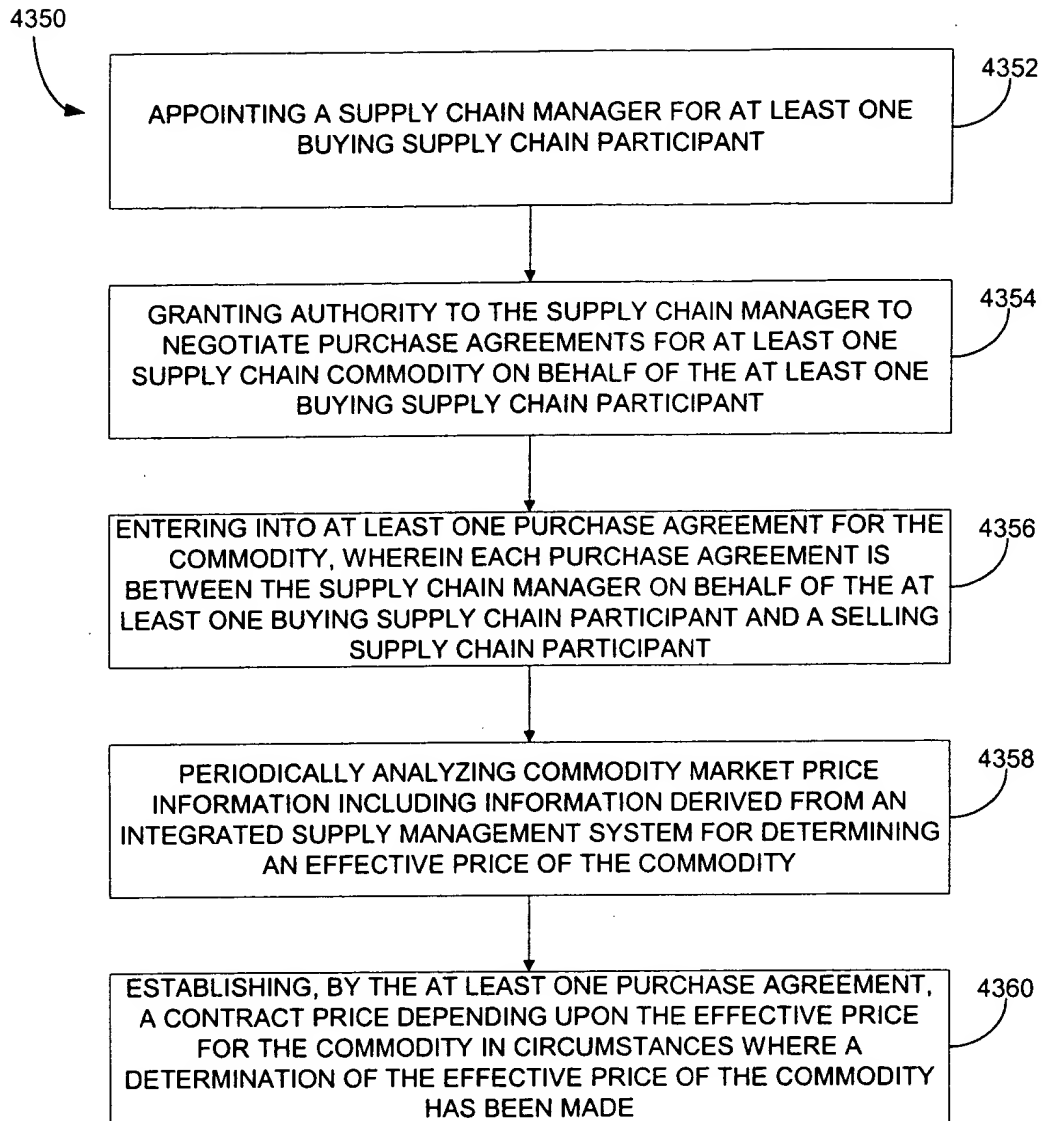 4350
4352
APPOINTING A SUPPLY CHAIN MANAGER FOR AT LEAST ONE
BUYING SUPPLY CHAIN PARTICIPANT
4354
GRANTING AUTHORITY TO THE SUPPLY CHAIN MANAGER TO
NEGOTIATE PURCHASE AGREEMENTS FOR AT LEAST ONE
SUPPLY CHAIN COMMODITY ON BEHALF OF THE AT LEAST ONE
BUYING SUPPLY CHAIN PARTICIPANT
4356
ENTERING INTO AT LEAST ONE PURCHASE AGREEMENT FOR THE
COMMODITY, WHEREIN EACH PURCHASE AGREEMENT IS
BETWEEN THE SUPPLY CHAIN MANAGER ON BEHALF OF THE AT
LEAST ONE BUYING SUPPLY CHAIN PARTICIPANT AND A SELLING
SUPPLY CHAIN PARTICIPANT
4358
PERIODICALLY ANALYZING COMMODITY MARKET PRICE
INFORMATION INCLUDING INFORMATION DERIVED FROM AN
INTEGRATED SUPPLY MANAGEMENT SYSTEM FOR DETERMINING
AN EFFECTIVE PRICE OF THE COMMODITY
4360
ESTABLISHING, BY THE AT LEAST ONE PURCHASE AGREEMENT,
A CONTRACT PRICE DEPENDING UPON THE EFFECTIVE PRICE
FOR THE COMMODITY IN CIRCUMSTANCES WHERE A
DETERMINATION OF THE EFFECTIVE PRICE OF THE COMMODITY
HAS BEEN MADE